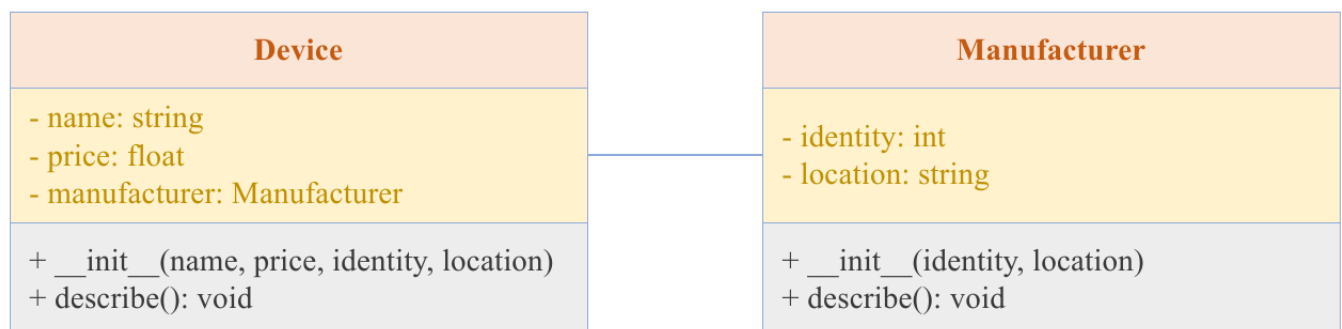 Device
- name: string
- price: float
- manufacturer: Manufacturer
+ __init__(name, price, identity, location)
+ describe(): void
Manufacturer
- identity: int
- location: string
+ __init__(identity, location)
+ describe(): void